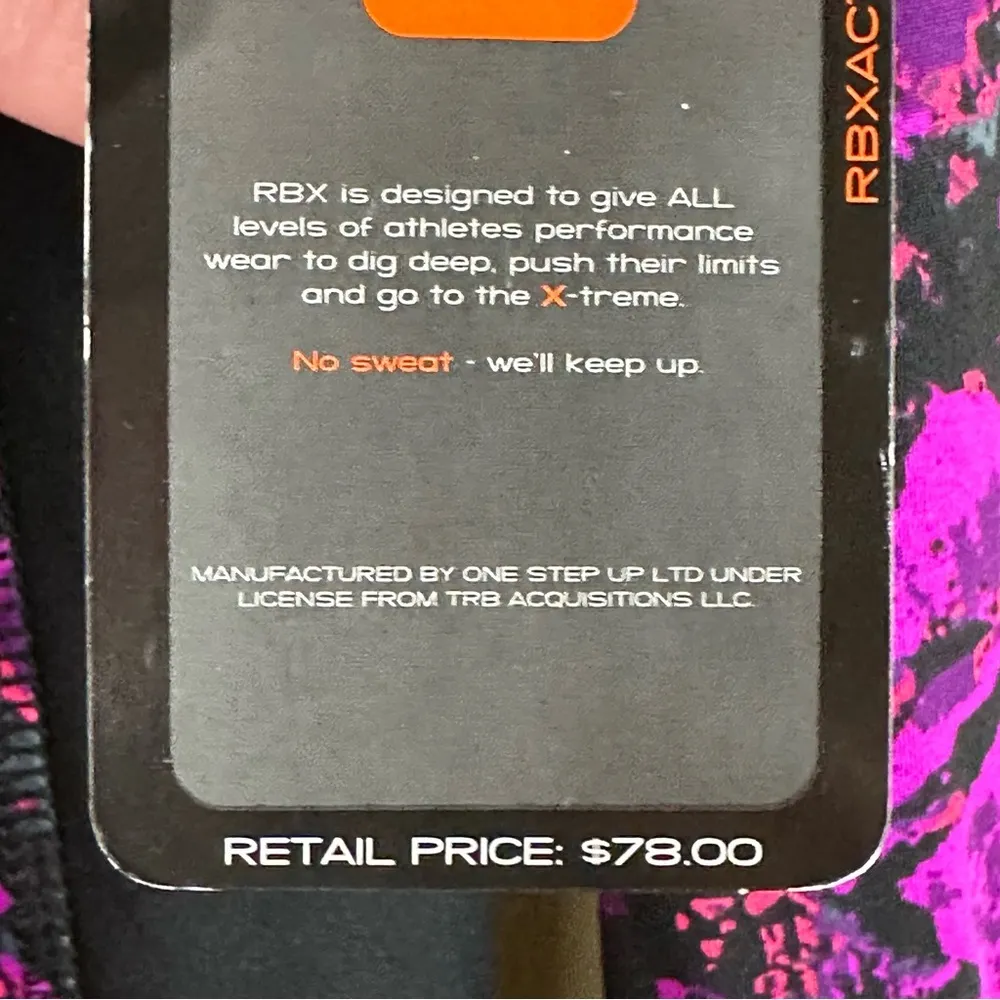 RBXAC
RBX is designed to give ALL
levels of athletes performance
wear to dig deep, push their limits
and go to the X-treme.
No sweat - we'll keep up.
MANUFACTURED BY ONE STEP UP LTD UNDER
LICENSE FROM TRB ACQUISITIONS LLC.
RETAIL PRICE: $78.00